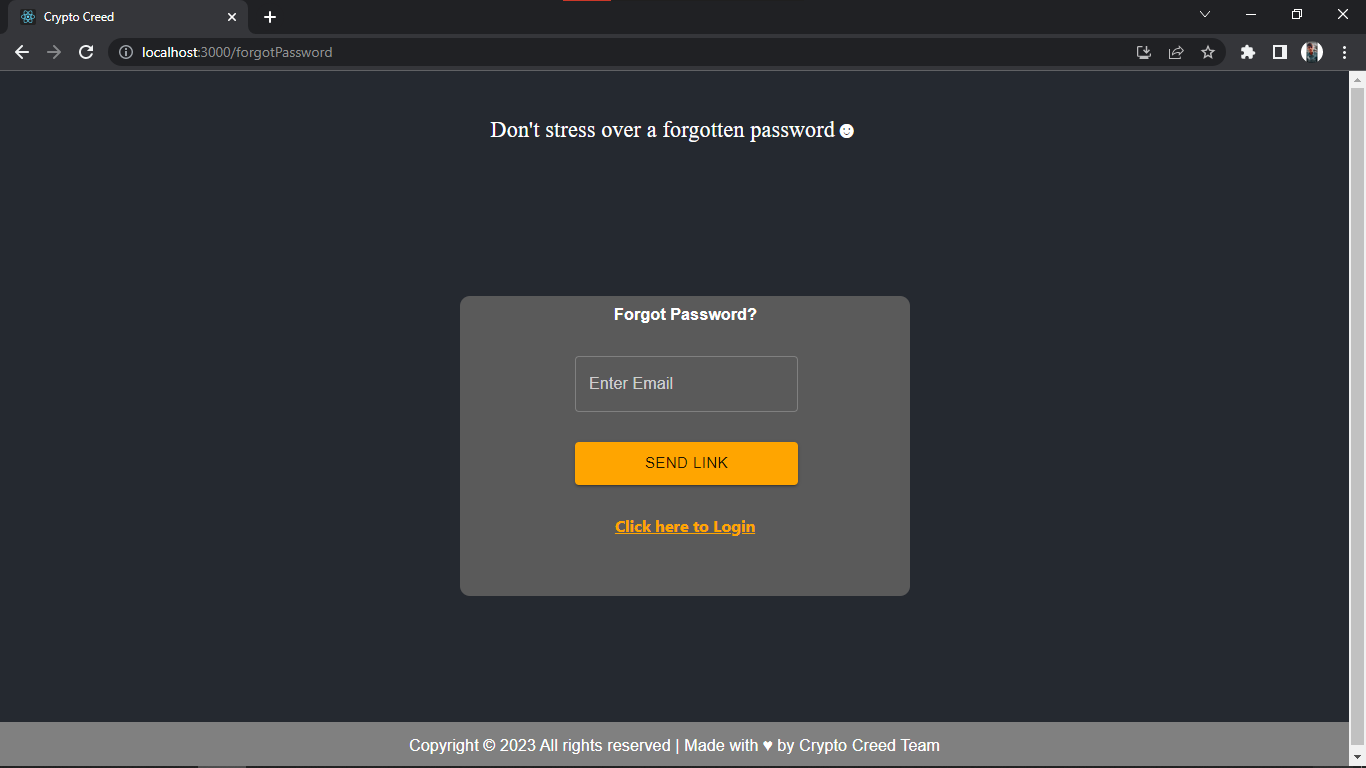 Crypto Creed
localhost:3000/forgotPassword
Don't stress over a forgotten password☻
Forgot Password?
Enter Email
SEND LINK
Click here to Login
Copyright © 2023 All rights reserved | Made with ♥ by Crypto Creed Team